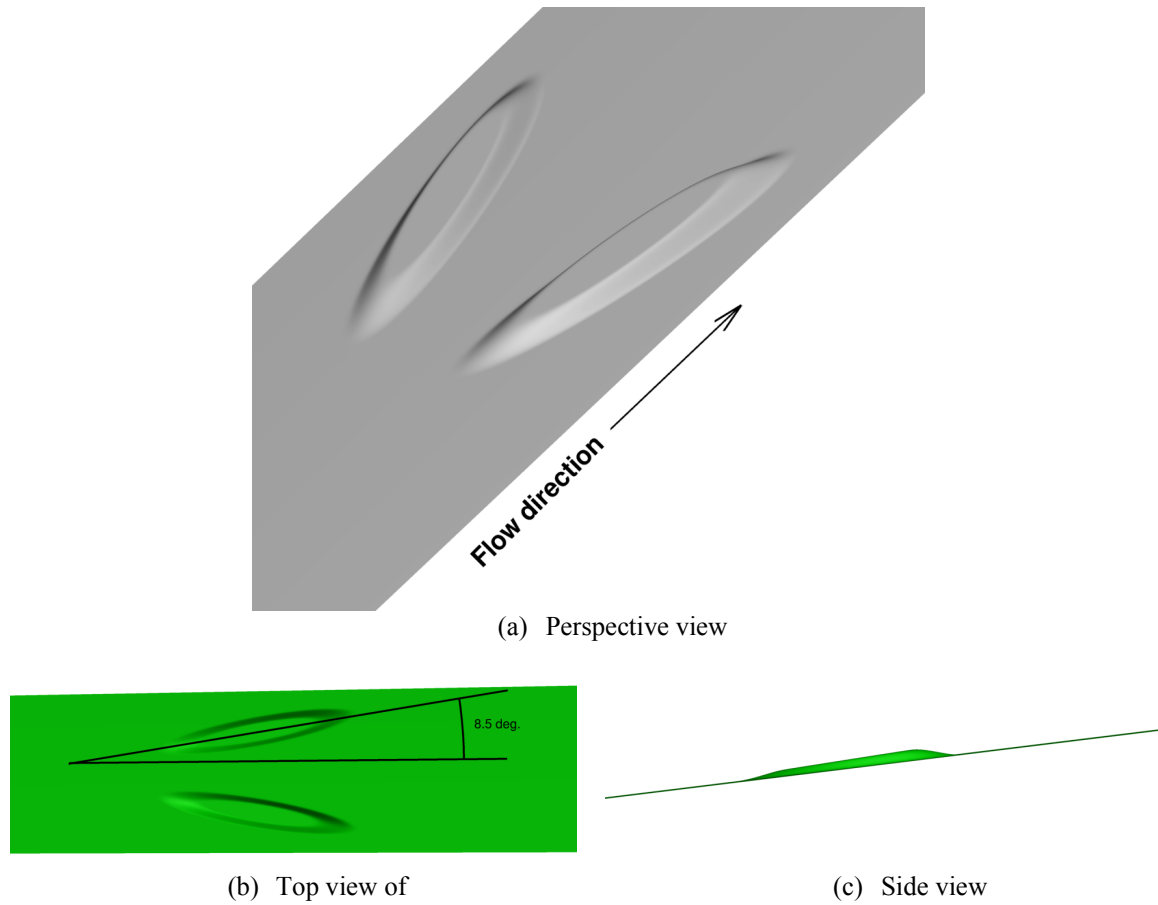 Flow direction
(a) Perspective view
8.5 deg.
(b) Top view of
(c) Side view